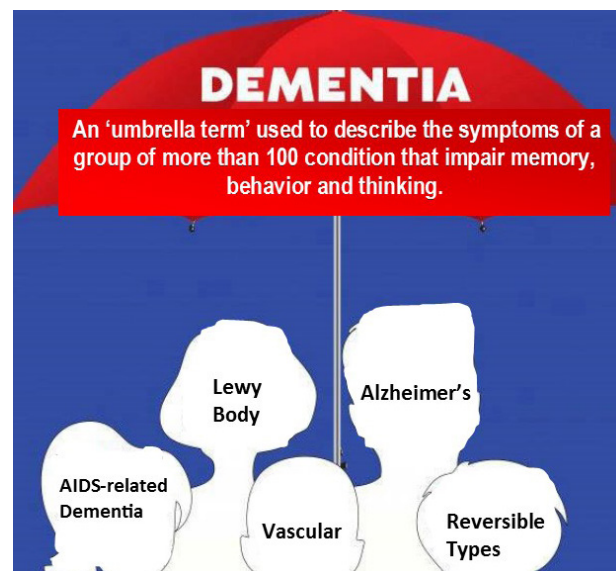 DEMENTIA
An ‘umbrella term’ used to describe the symptoms of a
group of more than 100 condition that impair memory,
behavior and thinking.
Lewy
Body
Alzheimer’s
AIDS-related
Dementia
Vascular
Reversible
Types